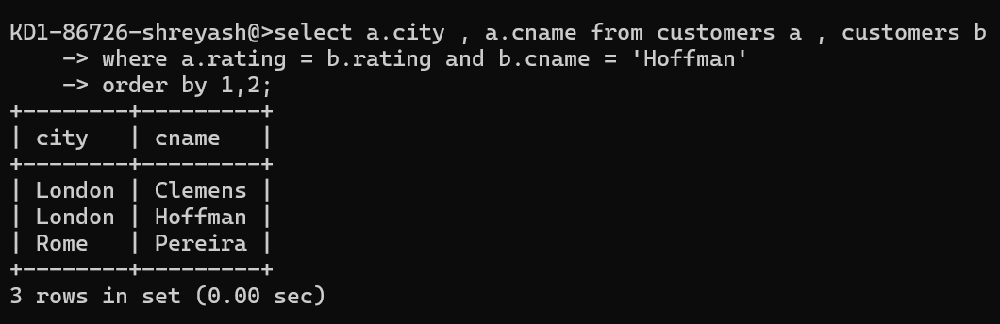 KD1-86726-shreyash@>select a.city , a.cname from customers a , customers b
    -> where a.rating = b.rating and b.cname = 'Hoffman'
    -> order by 1,2;
+--------+---------+
| city   | cname   |
+--------+---------+
| London | Clemens |
| London | Hoffman |
| Rome   | Pereira |
+--------+---------+
3 rows in set (0.00 sec)